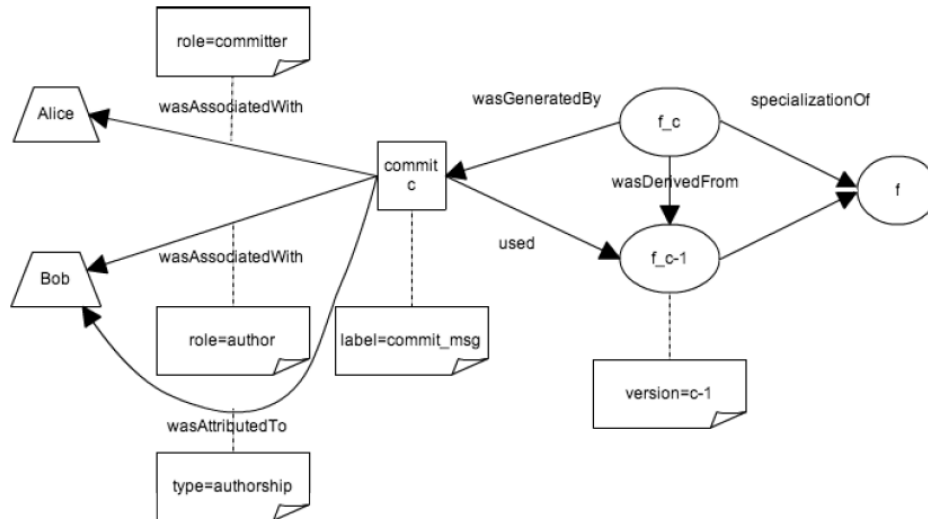 role=committer
wasAssociatedWith
Alice
wasGeneratedBy
specializationOf
f_c
commit
c
wasDerivedFrom
f
used
f_c-1
wasAssociatedWith
Bob
role=author
label=commit_msg
version=c-1
wasAttributedTo
type=authorship